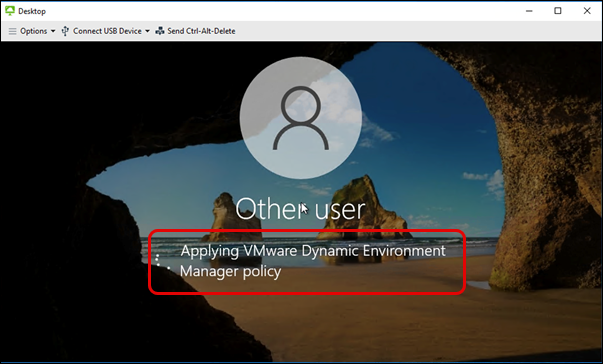 Desktop
Options Connect USB Device Send Ctrl-Alt-Delete
Other user
Applying VMware Dynamic Environment
Manager policy